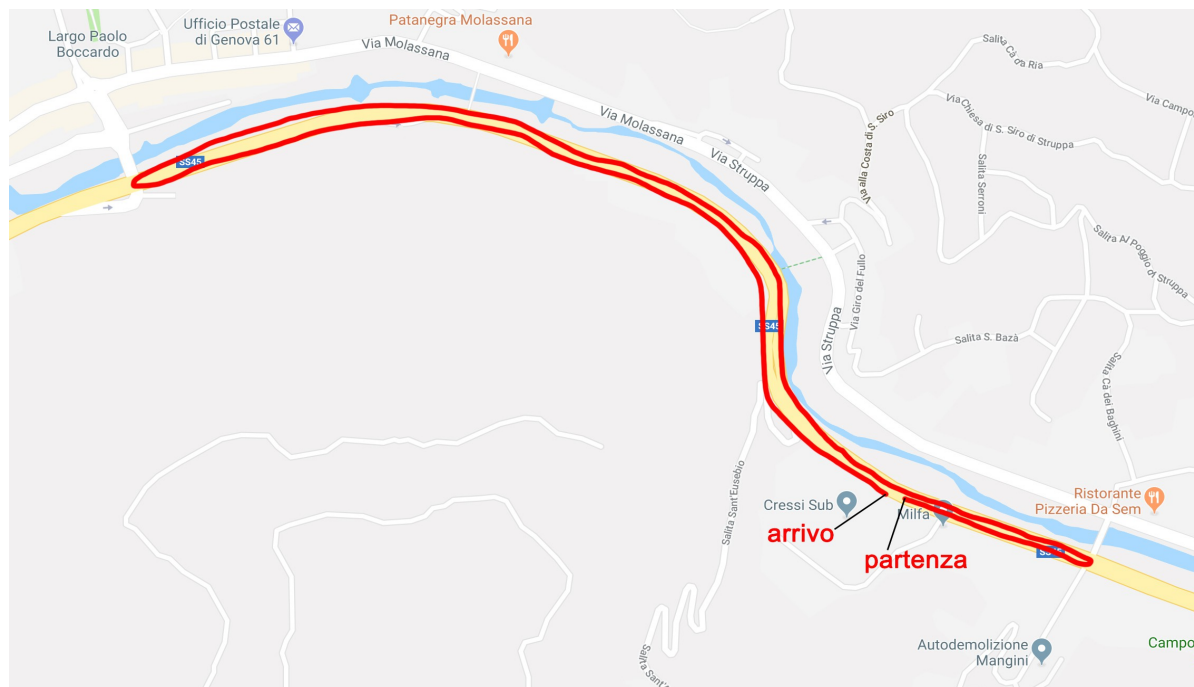 Largo Paolo
Boccardo
Ufficio Postale
di Genova 61
Patanegra Molassana
Via Molassana
Via Molassana
Via Struppa
Salita Cà da Ria
Via Campo
Via Chiesa di S. Siro di Struppa
Via alla Costa di S. Siro
Salita Serroni
Salita Al Poggio di Struppa
SS45
Via Giro del Fullo
SS45
Via Struppa
Salita S. Bazà
Salita Cà dei Baghini
Salita Sant'Eusebio
Cressi Sub
Milfa
Ristorante
Pizzeria Da Sem
arrivo
partenza
Autodemolizione
Mangini
Campo